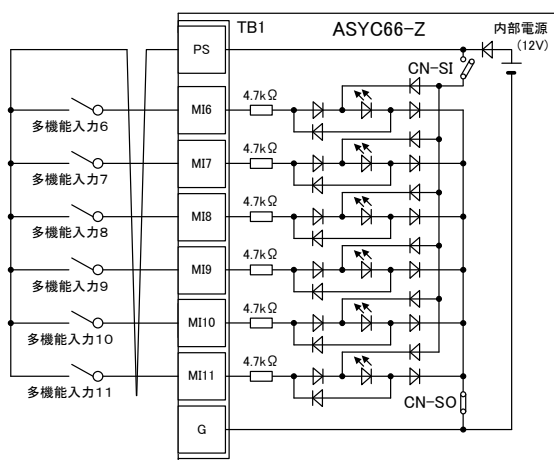 TB1
ASYC66-Z
内部電源
(12V)
PS
CN-SI
MI6
4.7kΩ
多機能入力6
MI7
4.7kΩ
多機能入力7
MI8
4.7kΩ
多機能入力8
MI9
4.7kΩ
多機能入力9
MI10
4.7kΩ
多機能入力10
MI11
4.7kΩ
多機能入力11
CN-SO
G